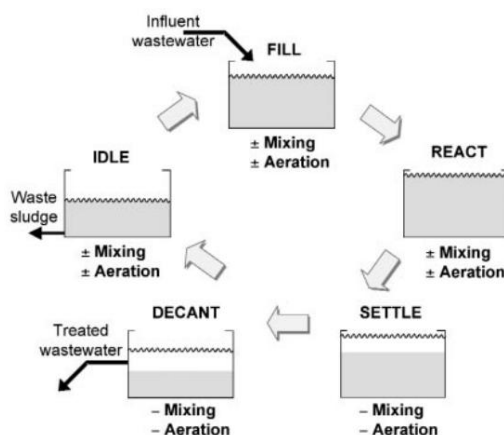 Influent
wastewater
FILL
± Mixing
± Aeration
REACT
± Mixing
± Aeration
SETTLE
− Mixing
− Aeration
DECANT
Treated
wastewater
− Mixing
− Aeration
IDLE
Waste
sludge
± Mixing
± Aeration